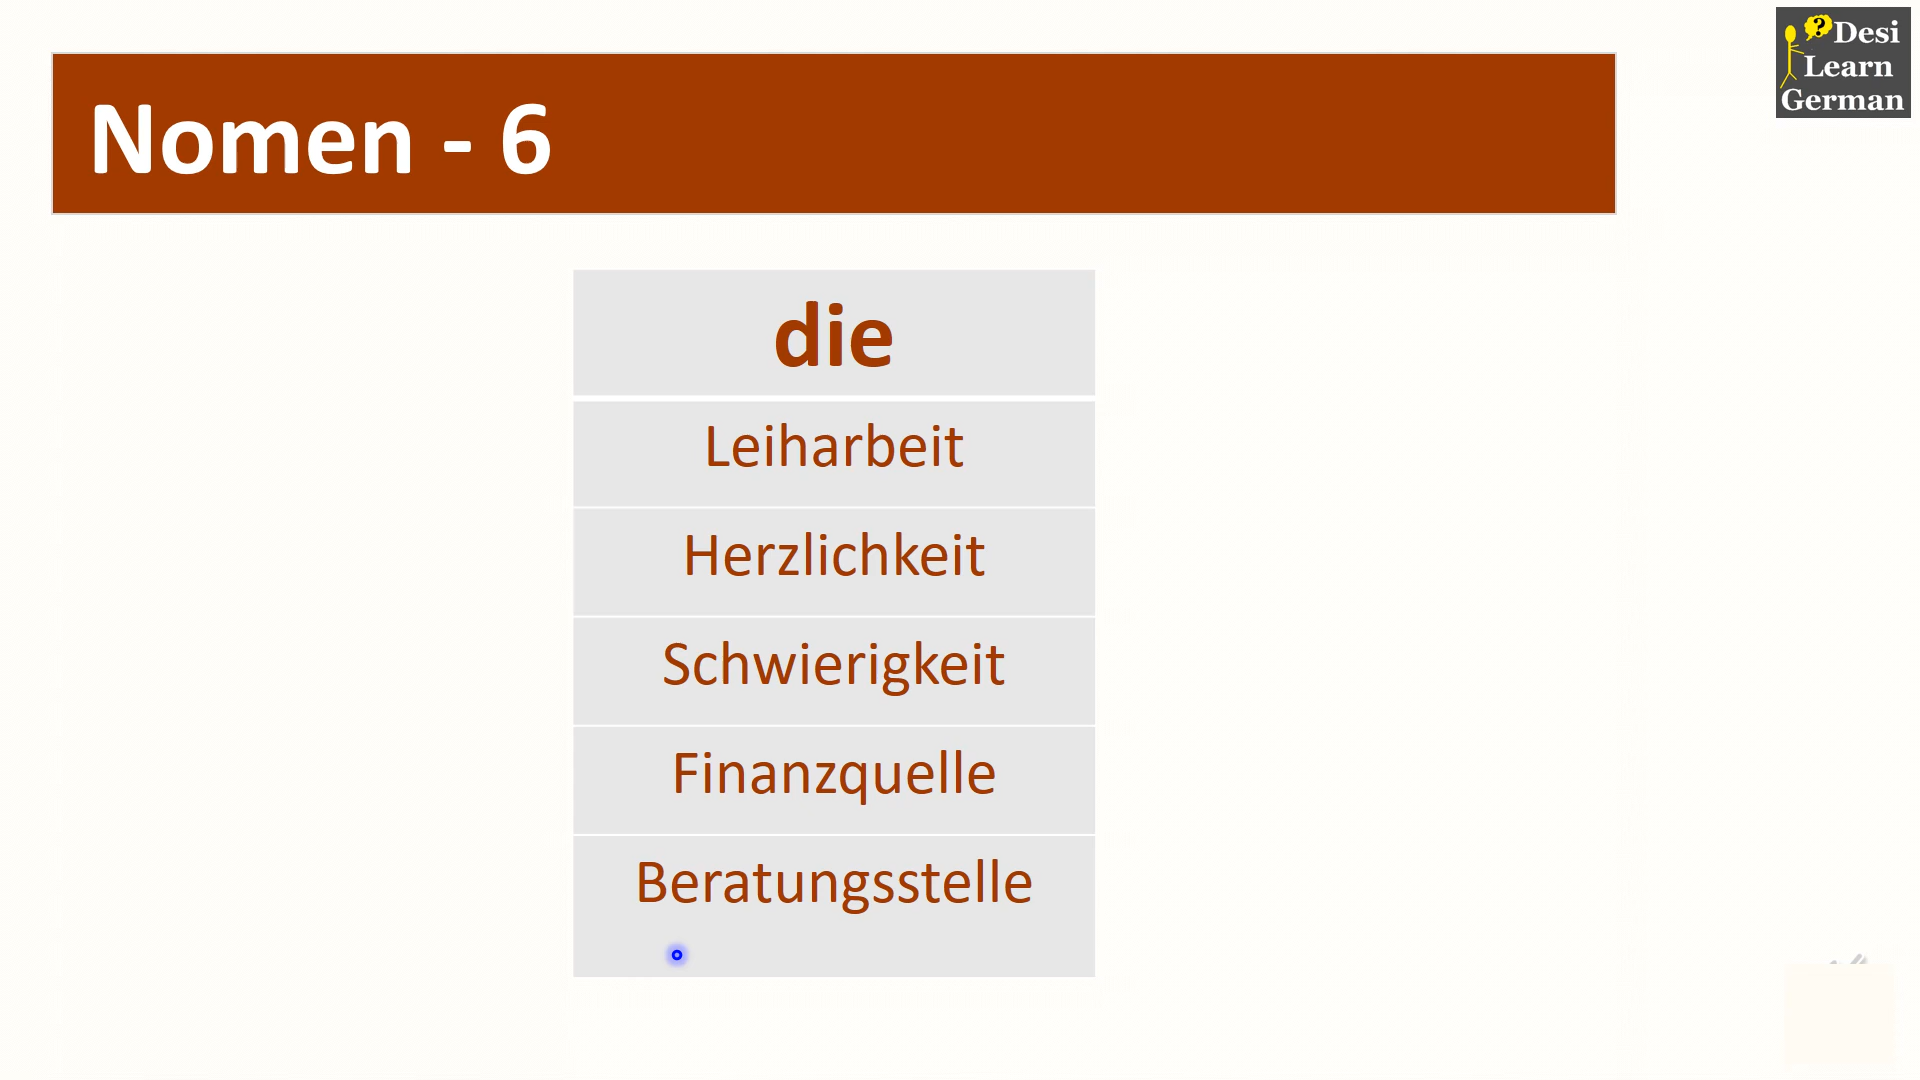 Nomen - 6
? Desi
Learn
German
die
Leiharbeit
Herzlichkeit
Schwierigkeit
Finanzquelle
Beratungsstelle